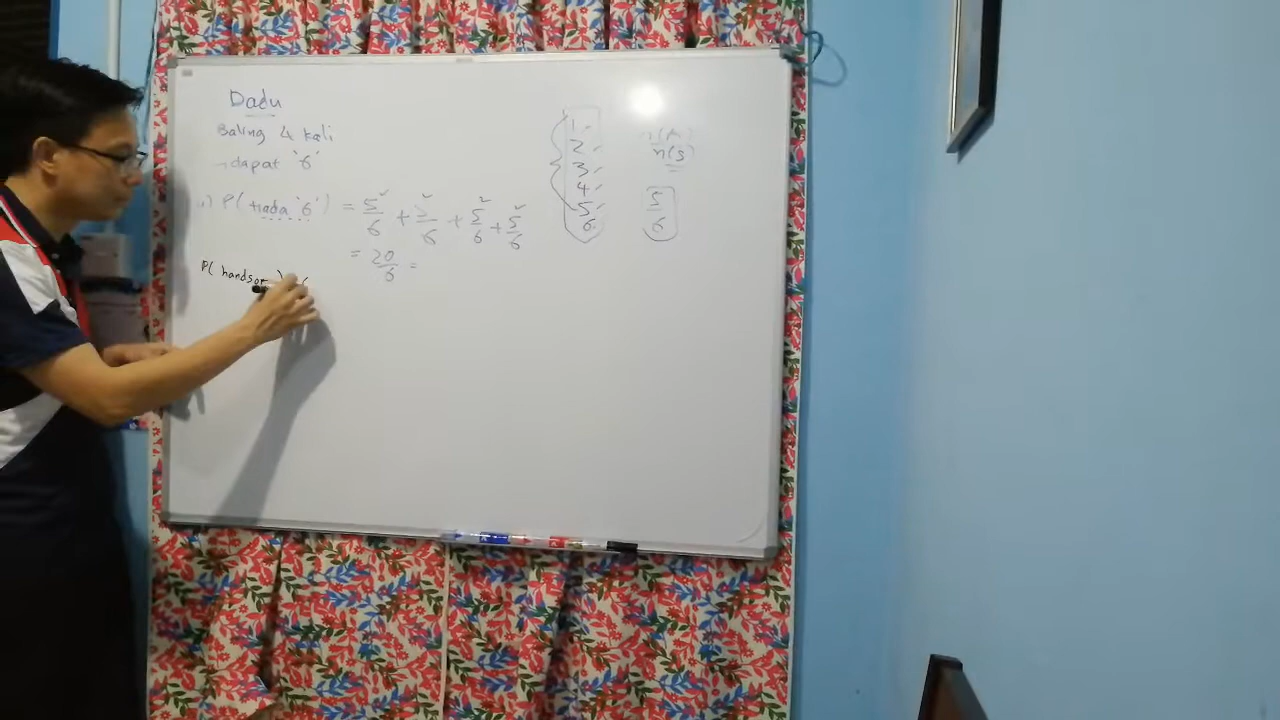 Dadu
Baling 4 kali
→ dapat '6'
P( tiada '6' ) = 5/6 + 5/6 + 5/6 + 5/6
= 20/6 =
P(
1
2
3
4
5
6
n(A)/n(S)
5/6